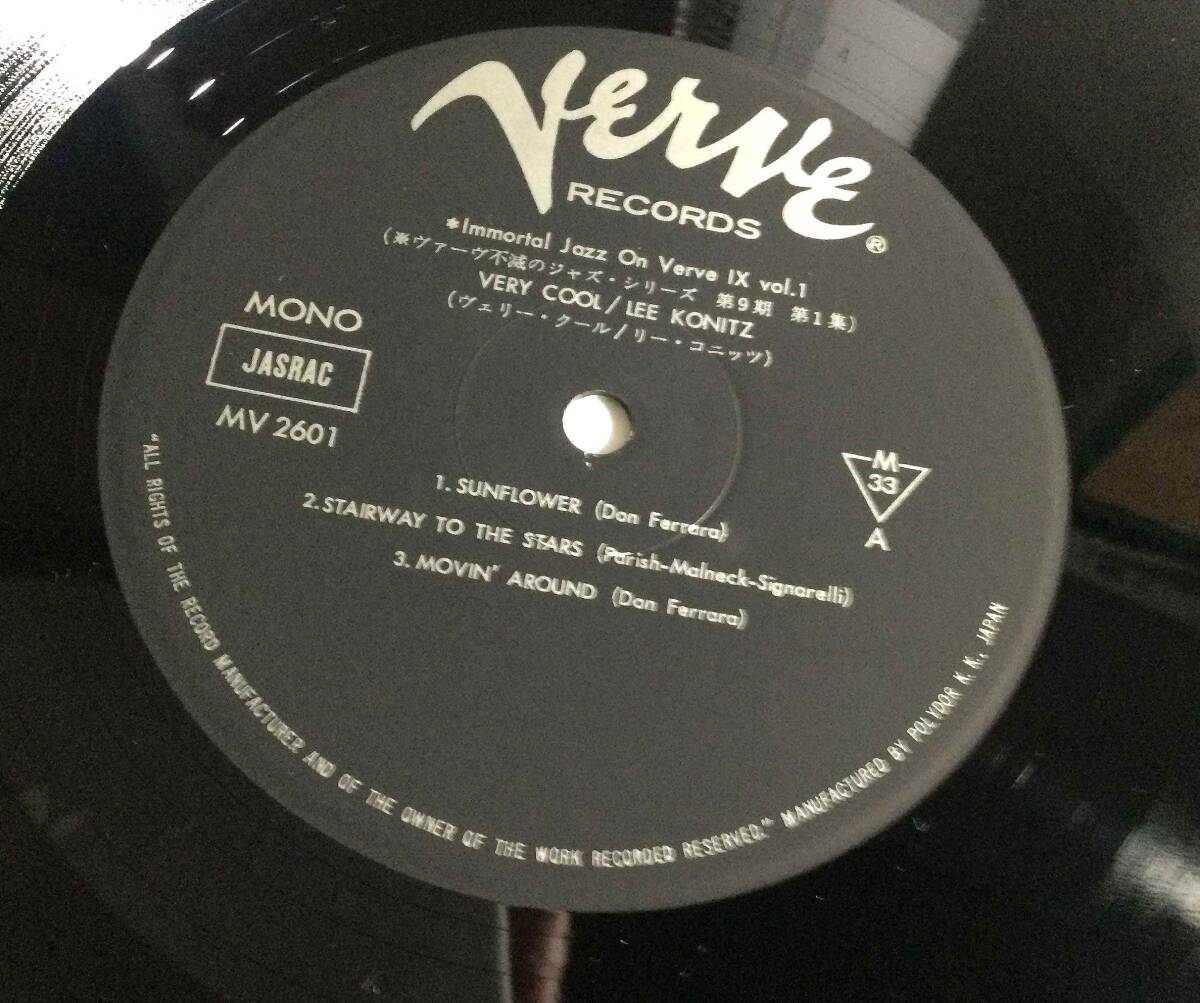 Verve
RECORDS
®
*Immortal Jazz On Verve IX vol.1
(※ヴァーヴ不滅のジャズ・シリーズ 第9期 第1集)
VERY COOL/LEE KONITZ
(ヴェリー・クール/リー・コニッツ)
MONO
JASRAC
MV 2601
M
33
A
1. SUNFLOWER (Don Ferrara)
2. STAIRWAY TO THE STARS (Parish-Malneck-Signarelli)
3. MOVIN" AROUND (Don Ferrara)
"ALL RIGHTS OF THE RECORD MANUFACTURER AND OF THE OWNER OF THE WORK RECORDED RESERVED." MANUFACTURED BY POLYDOR K. K., JAPAN